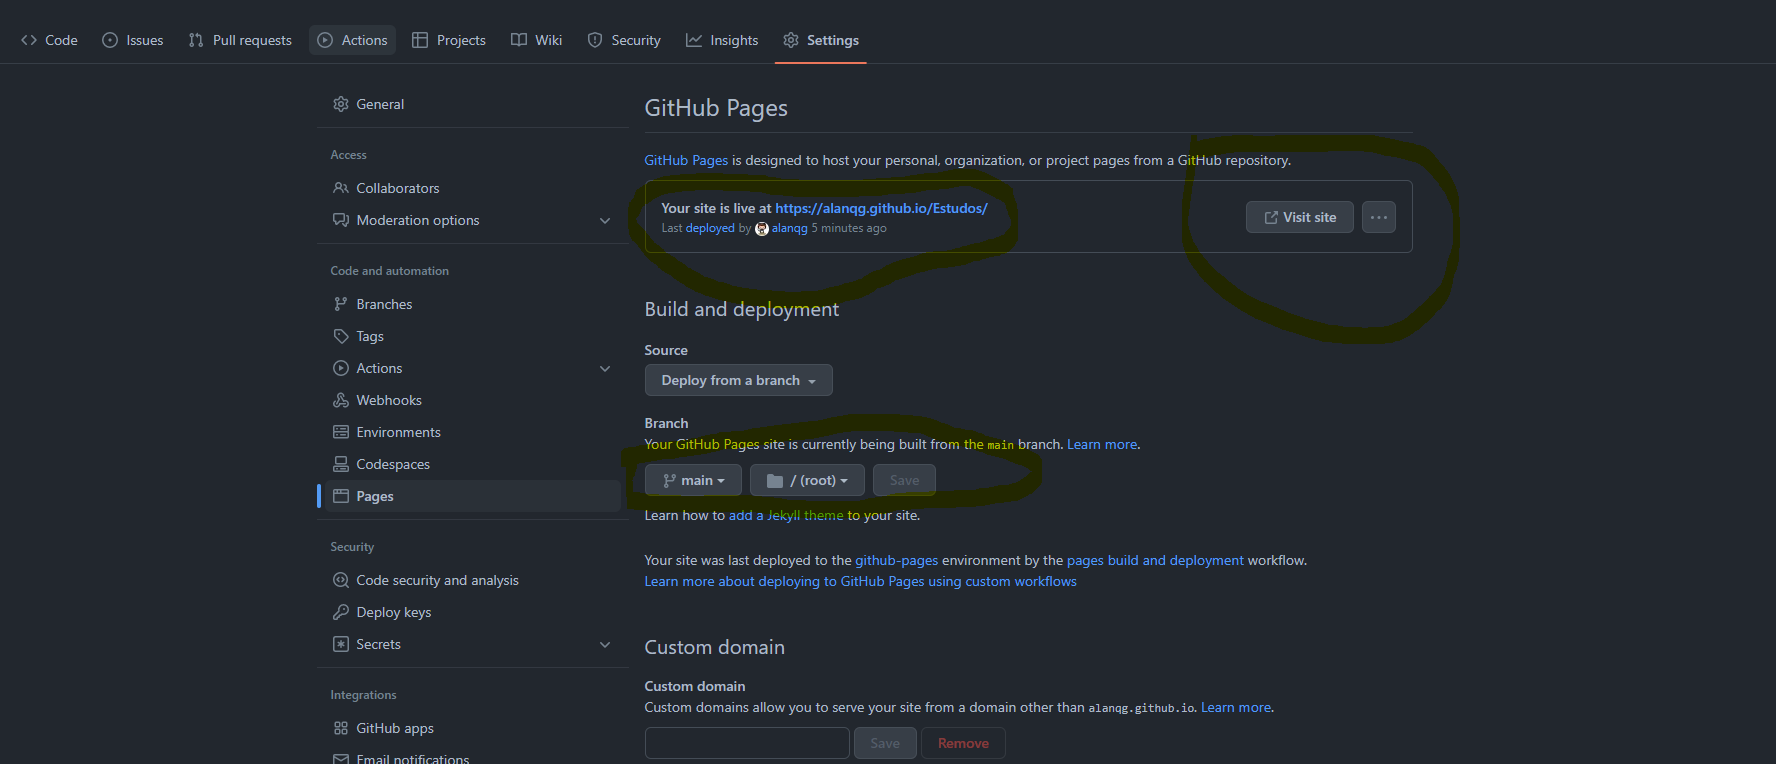 Code Issues Pull requests Actions Projects Wiki Security Insights Settings
General
Access
Collaborators
Moderation options
Code and automation
Branches
Tags
Actions
Webhooks
Environments
Codespaces
Pages
Security
Code security and analysis
Deploy keys
Secrets
Integrations
GitHub apps
Email notifications
GitHub Pages
GitHub Pages is designed to host your personal, organization, or project pages from a GitHub repository.
Your site is live at https://alanqg.github.io/Estudos/
Last deployed by alanqg 5 minutes ago
Visit site
Build and deployment
Source
Deploy from a branch
Branch
Your GitHub Pages site is currently being built from the main branch. Learn more.
main / (root) Save
Learn how to add a Jekyll theme to your site.
Your site was last deployed to the github-pages environment by the pages build and deployment workflow.
Learn more about deploying to GitHub Pages using custom workflows
Custom domain
Custom domain
Custom domains allow you to serve your site from a domain other than alanqg.github.io. Learn more.
Save Remove